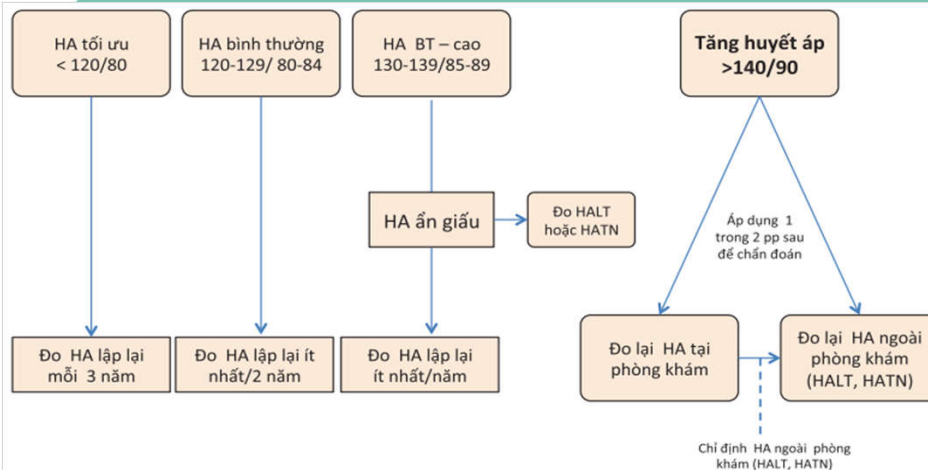 HA tối ưu
< 120/80
HA bình thường
120-129/ 80-84
HA BT – cao
130-139/85-89
Tăng huyết áp
>140/90
HA ẩn giấu
Đo HALT
hoặc HATN
Áp dụng 1
trong 2 pp sau
để chẩn đoán
Đo HA lập lại
mỗi 3 năm
Đo HA lập lại ít
nhất/2 năm
Đo HA lập lại
ít nhất/năm
Đo lại HA tại
phòng khám
Đo lại HA ngoài
phòng khám
(HALT, HATN)
Chỉ định HA ngoài phòng
khám (HALT, HATN)